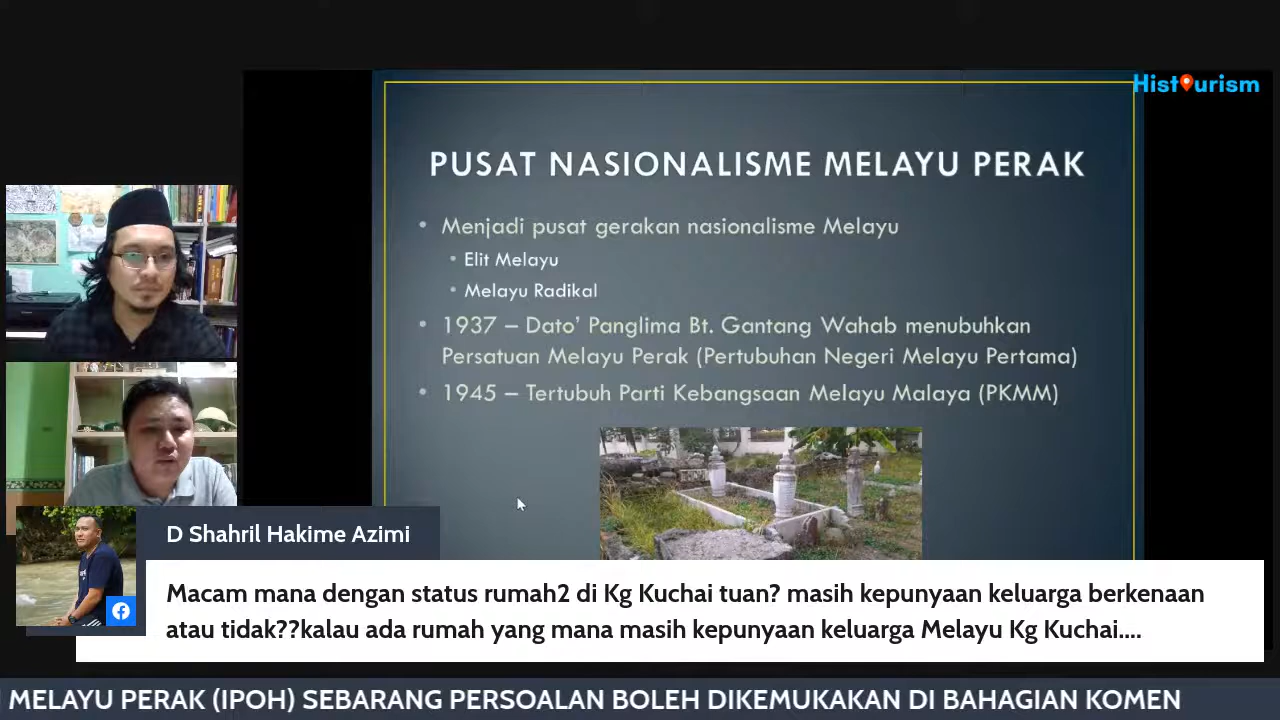 Histourism
PUSAT NASIONALISME MELAYU PERAK
• Menjadi pusat gerakan nasionalisme Melayu
• Elit Melayu
• Melayu Radikal
• 1937 – Dato' Panglima Bt. Gantang Wahab menubuhkan
Persatuan Melayu Perak (Pertubuhan Negeri Melayu Pertama)
• 1945 – Tertubuh Parti Kebangsaan Melayu Malaya (PKMM)
D Shahril Hakime Azimi
Macam mana dengan status rumah2 di Kg Kuchai tuan? masih kepunyaan keluarga berkenaan
atau tidak??kalau ada rumah yang mana masih kepunyaan keluarga Melayu Kg Kuchai....
MELAYU PERAK (IPOH) SEBARANG PERSOALAN BOLEH DIKEMUKAKAN DI BAHAGIAN KOMEN